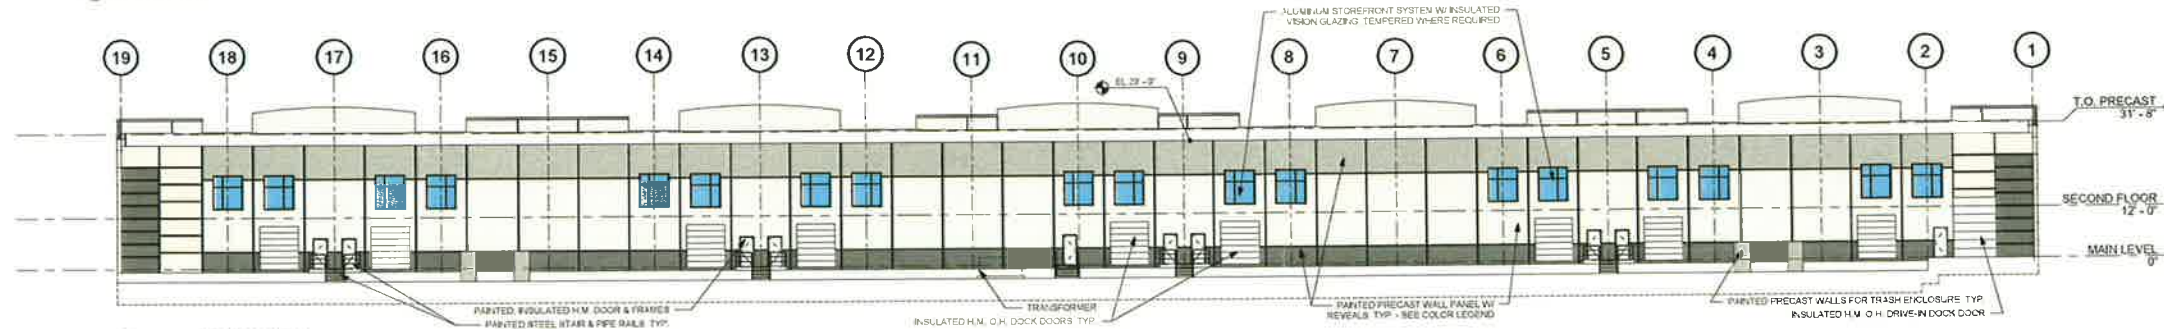 ALUMINUM STOREFRONT SYSTEM W/ INSULATED
VISION GLAZING TEMPERED WHERE REQUIRED
19 18 17 16 15 14 13 12 11 10 9 8 7 6 5 4 3 2 1
T.O. PRECAST
31' - 8"
SECOND FLOOR
12' - 0"
MAIN LEVEL
0"
PAINTED, INSULATED H.M. DOOR & FRAMES
PAINTED STEEL STAIR & PIPE RAILS TYP.
TRANSFORMER
INSULATED H.M. O.H. DOCK DOORS TYP.
PAINTED PRECAST WALL PANEL W/
REVEALS TYP - SEE COLOR LEGEND
PAINTED PRECAST WALLS FOR TRASH ENCLOSURE TYP.
INSULATED H.M. O.H. DRIVE-IN DOCK DOOR